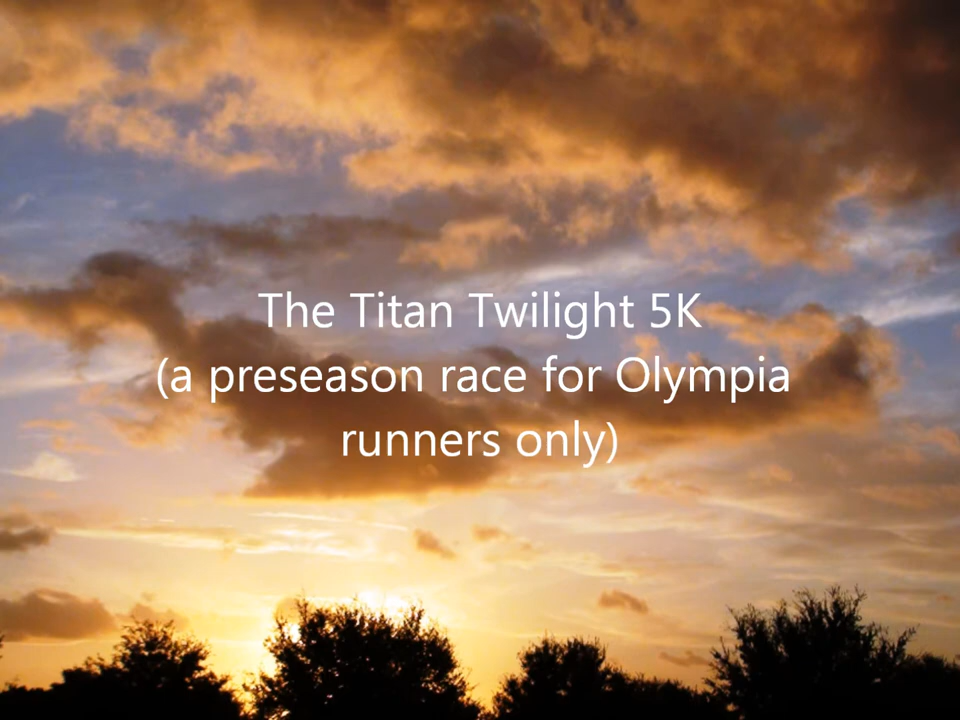 The Titan Twilight 5K
(a preseason race for Olympia
runners only)